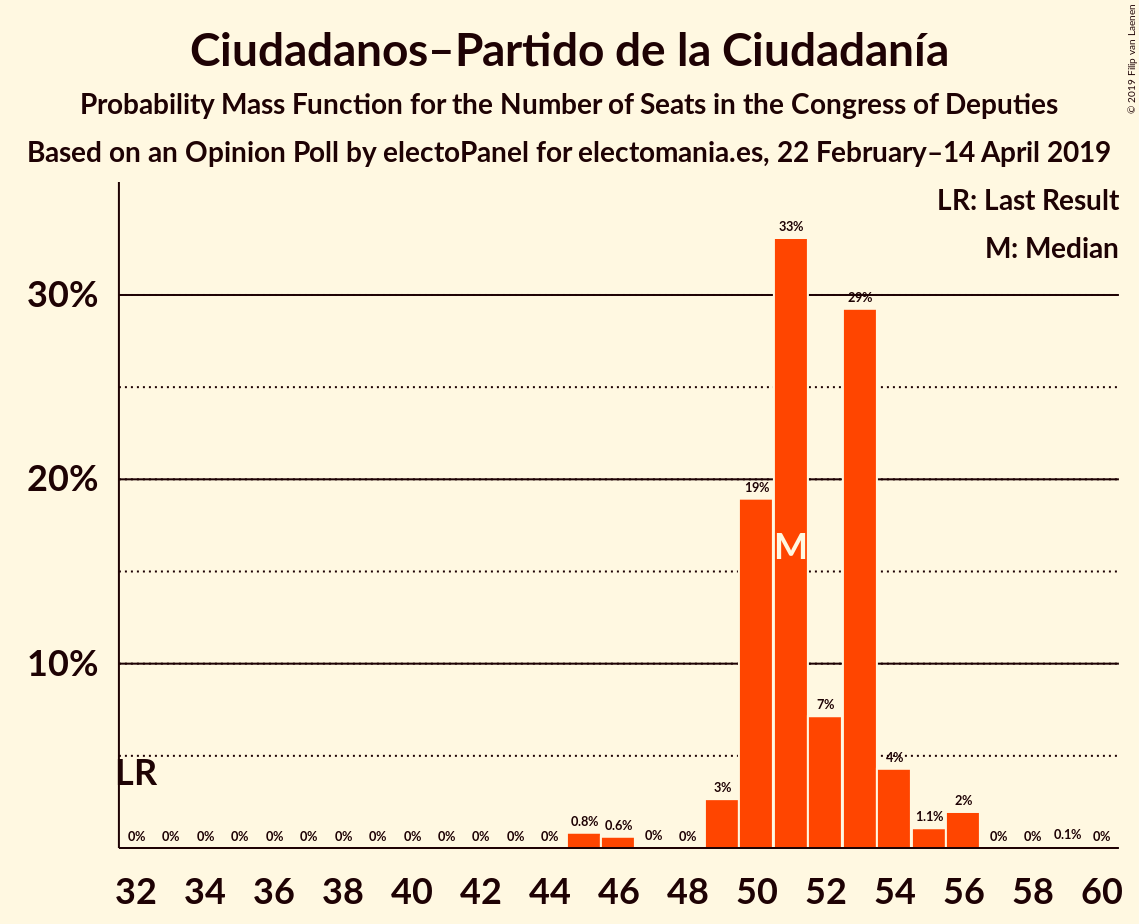 Ciudadanos–Partido de la Ciudadanía
Probability Mass Function for the Number of Seats in the Congress of Deputies
Based on an Opinion Poll by electoPanel for electomania.es, 22 February–14 April 2019
© 2019 Filip van Laenen
LR: Last Result
M: Median
33%
30%
29%
20%
19%
M
10%
7%
4%
LR
3%
2%
0.8%
0.6%
1.1%
0% 0% 0% 0% 0% 0% 0% 0% 0% 0% 0% 0% 0% 0% 0% 0% 0% 0.1% 0%
32 34 36 38 40 42 44 46 48 50 52 54 56 58 60